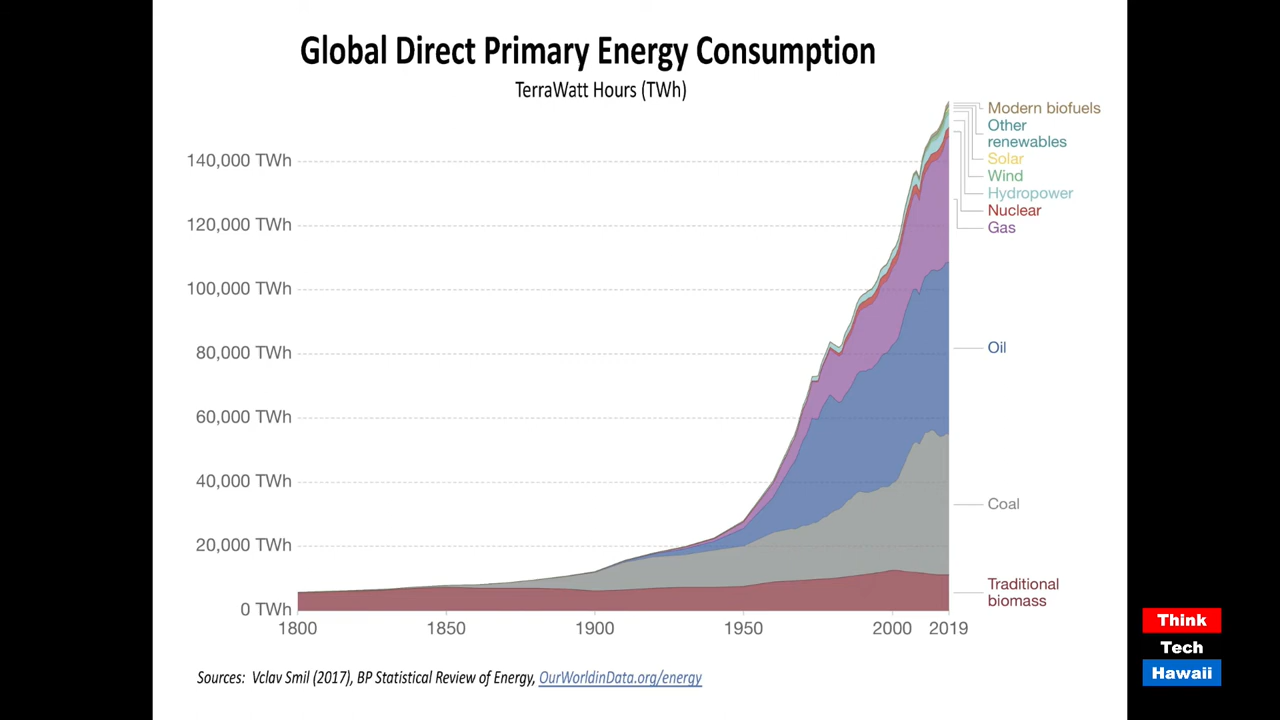 Global Direct Primary Energy Consumption
TerraWatt Hours (TWh)
140,000 TWh
120,000 TWh
100,000 TWh
80,000 TWh
60,000 TWh
40,000 TWh
20,000 TWh
0 TWh
1800
1850
1900
1950
2000
2019
Modern biofuels
Other
renewables
Solar
Wind
Hydropower
Nuclear
Gas
Oil
Coal
Traditional
biomass
Sources: Vclav Smil (2017), BP Statistical Review of Energy, OurWorldinData.org/energy
Think
Tech
Hawaii